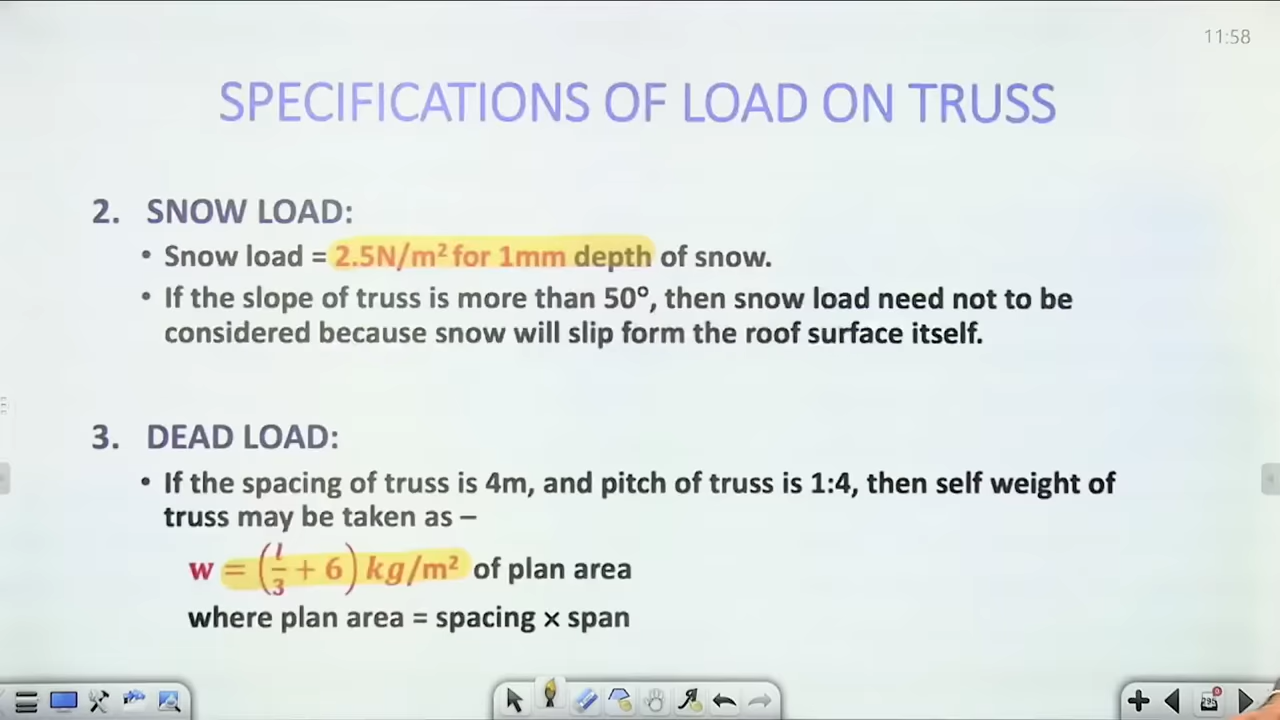 11:58
SPECIFICATIONS OF LOAD ON TRUSS
2. SNOW LOAD:
• Snow load = 2.5N/m² for 1mm depth of snow.
• If the slope of truss is more than 50°, then snow load need not to be
considered because snow will slip form the roof surface itself.
3. DEAD LOAD:
• If the spacing of truss is 4m, and pitch of truss is 1:4, then self weight of
truss may be taken as –
w = (l/3 + 6) kg/m² of plan area
where plan area = spacing × span